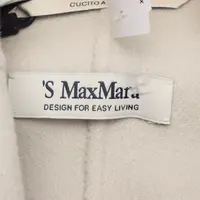 CUCITO A
'S MaxMara
DESIGN FOR EASY LIVING